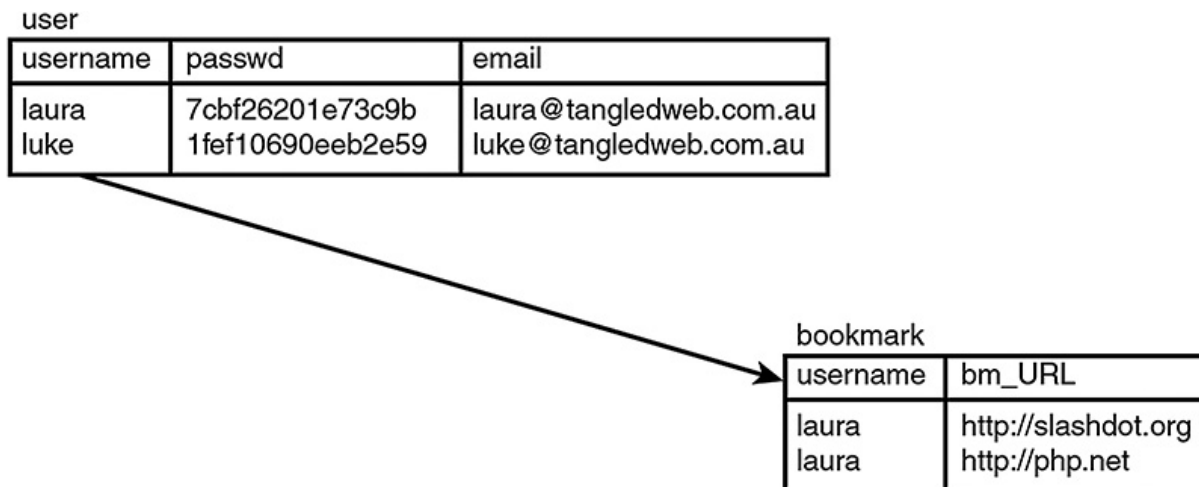 user
username passwd email
laura 7cbf26201e73c9b laura@tangledweb.com.au
luke 1fef10690eeb2e59 luke@tangledweb.com.au
bookmark
username bm_URL
laura http://slashdot.org
laura http://php.net